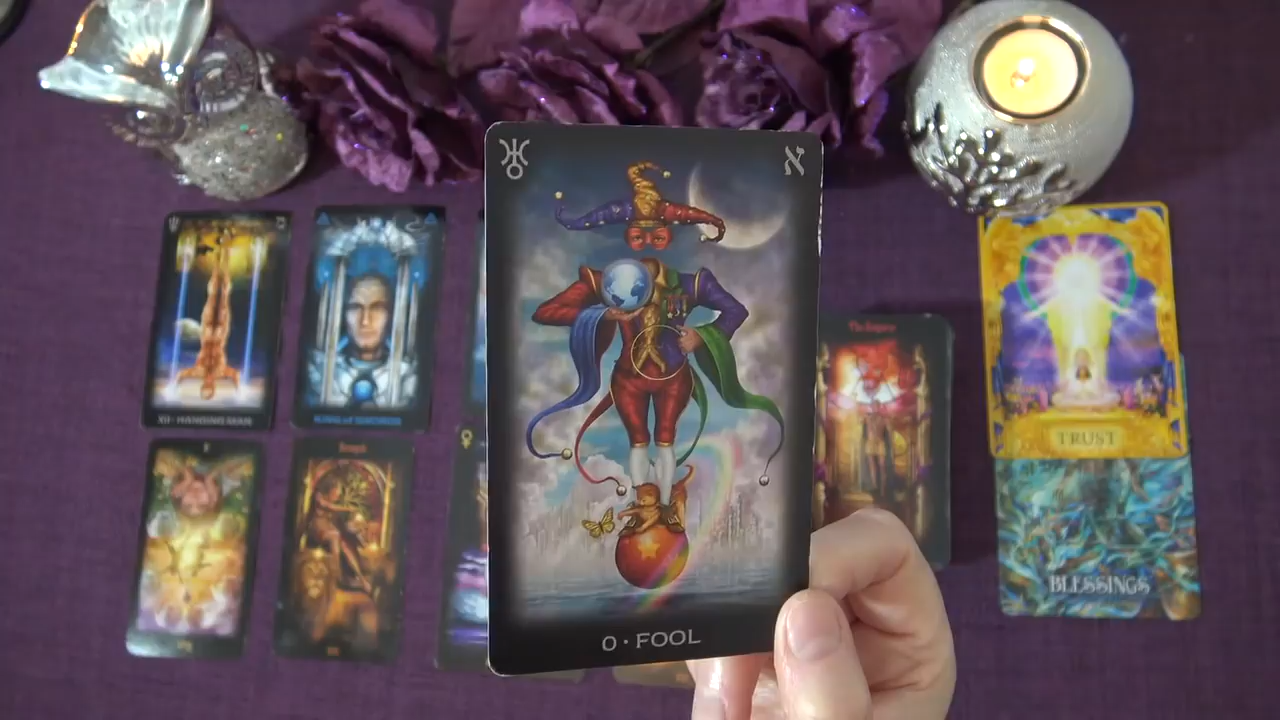 א
0 · FOOL
XII · HANGING MAN
KING of SWORDS
The Emperor
TRUST
BLESSINGS